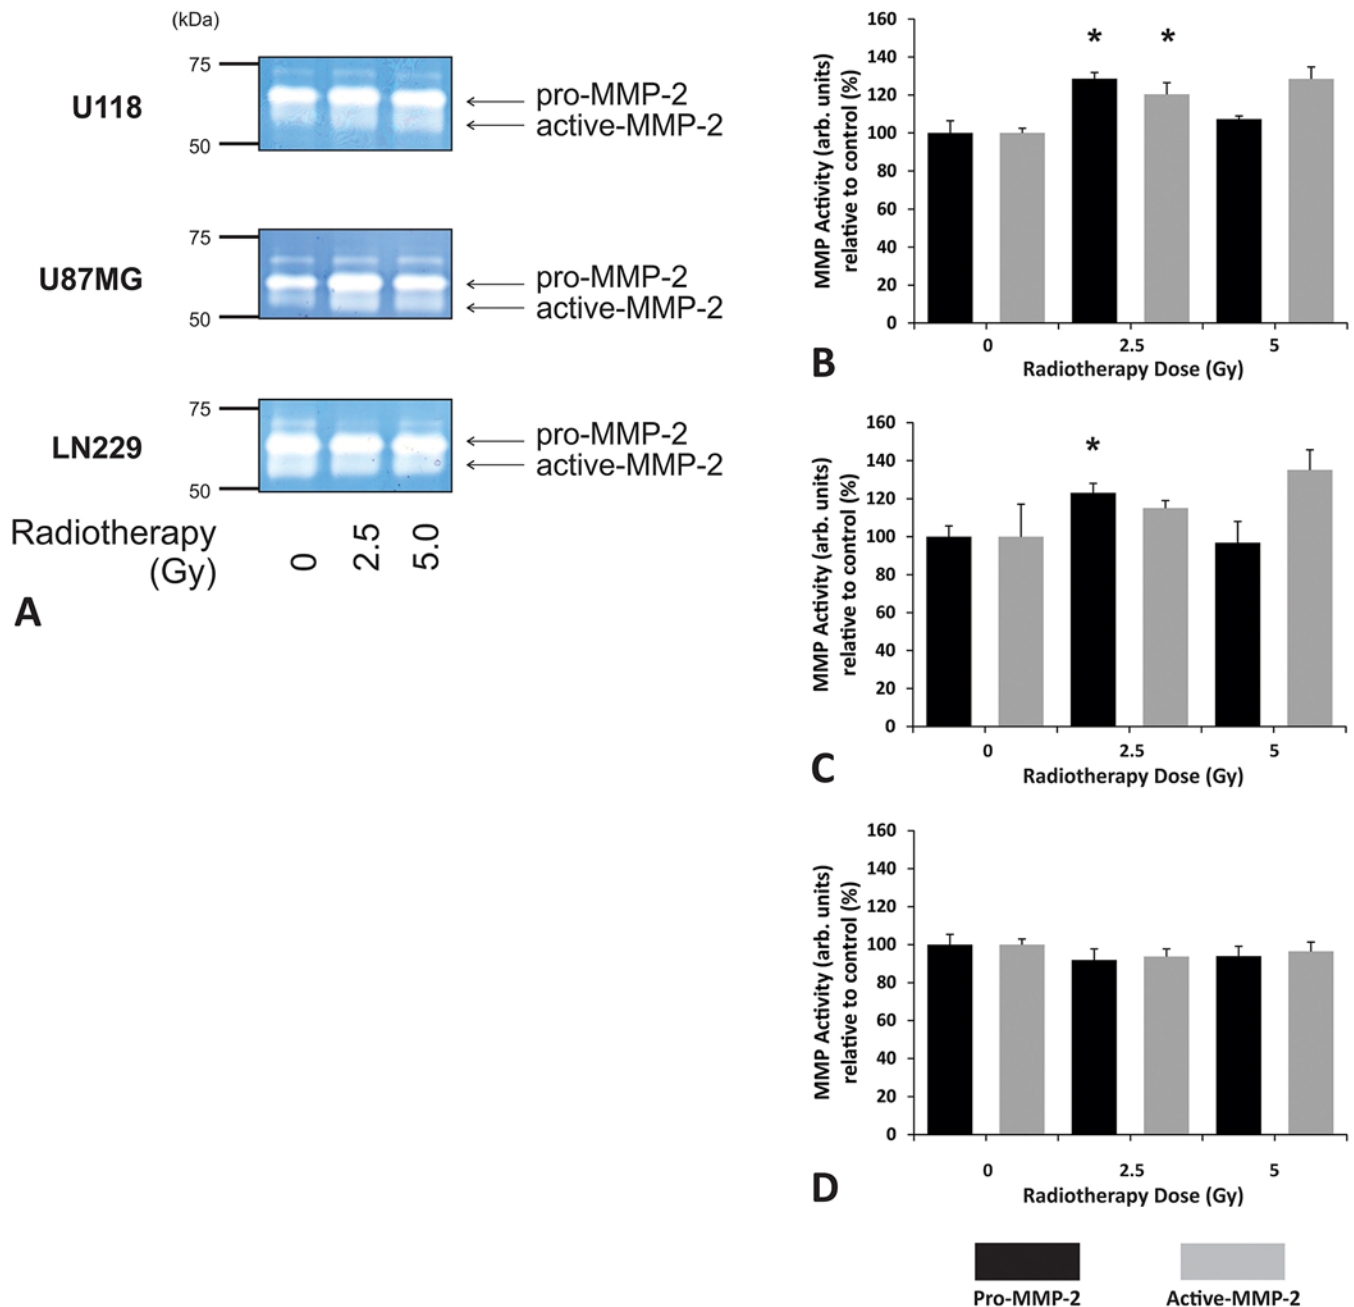 (kDa)
75
U118
50
pro-MMP-2
active-MMP-2
75
U87MG
50
pro-MMP-2
active-MMP-2
75
LN229
50
pro-MMP-2
active-MMP-2
Radiotherapy
(Gy)
0
2.5
5.0
A
MMP Activity (arb. units)
relative to control (%)
160
140
120
100
80
60
40
20
0
*
*
0
2.5
5
Radiotherapy Dose (Gy)
B
MMP Activity (arb. units)
relative to control (%)
160
140
120
100
80
60
40
20
0
*
0
2.5
5
Radiotherapy Dose (Gy)
C
MMP Activity (arb. units)
relative to control (%)
160
140
120
100
80
60
40
20
0
0
2.5
5
Radiotherapy Dose (Gy)
D
Pro-MMP-2
Active-MMP-2